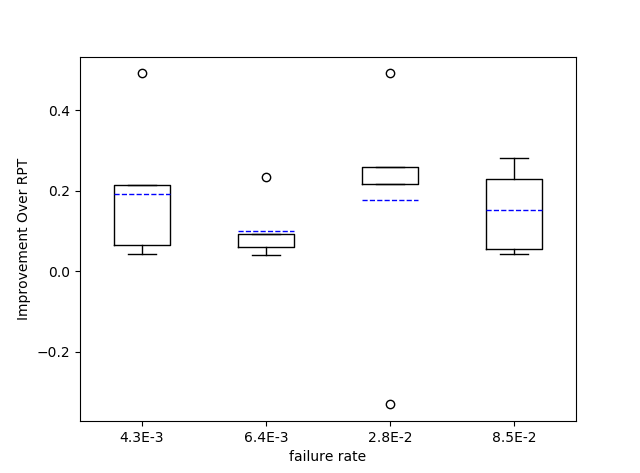 Improvement Over RPT
0.4
0.2
0.0
−0.2
4.3E-3 6.4E-3 2.8E-2 8.5E-2
failure rate